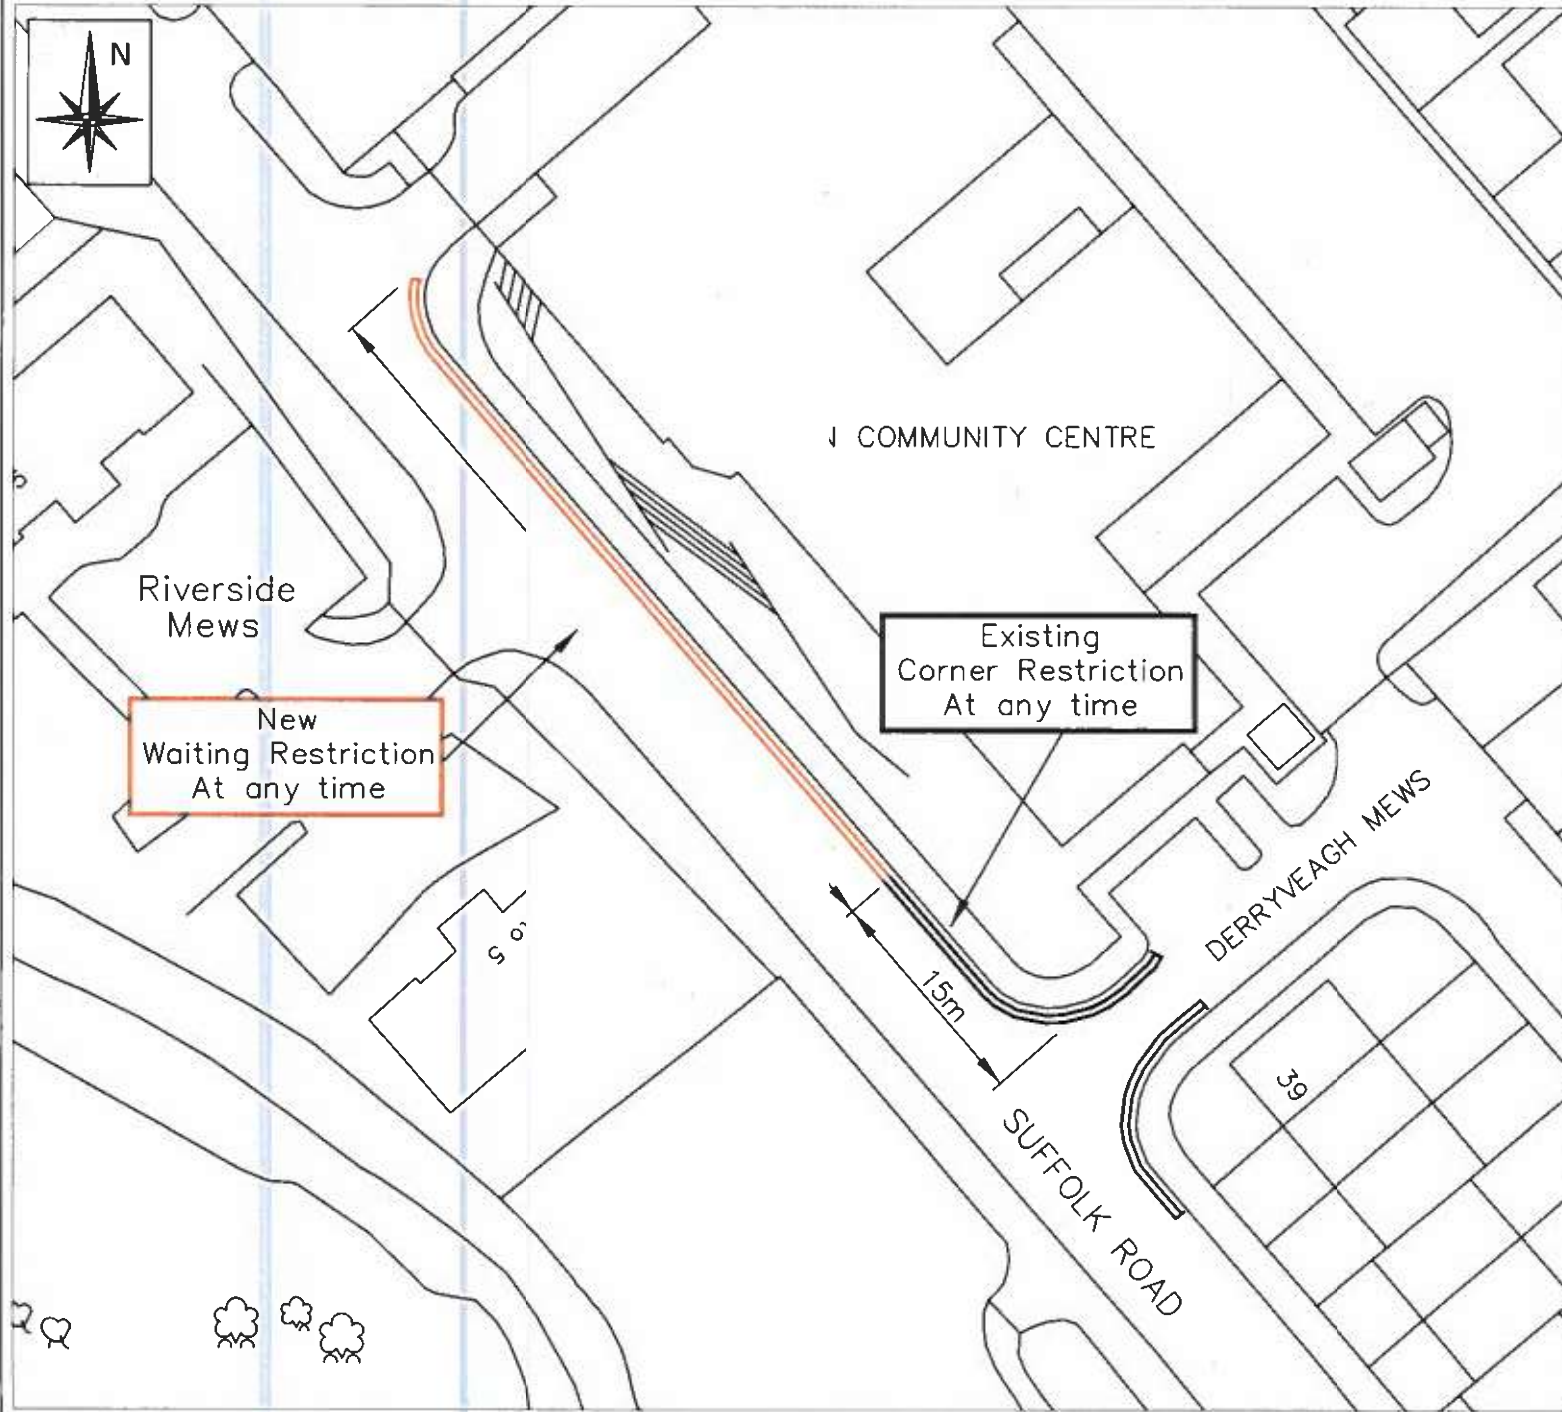 N
COMMUNITY CENTRE
Riverside
Mews
Existing
Corner Restriction
At any time
New
Waiting Restriction
At any time
DERRYVEAGH MEWS
15m
39
SUFFOLK ROAD